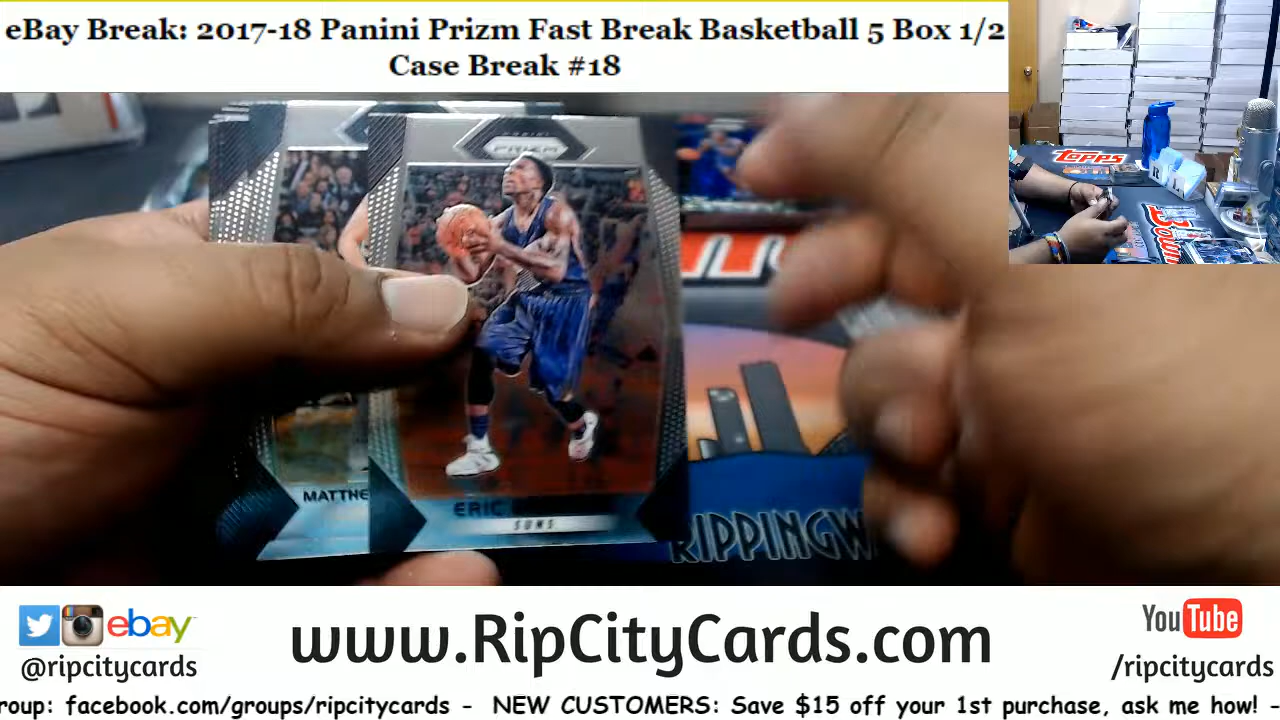 eBay Break: 2017-18 Panini Prizm Fast Break Basketball 5 Box 1/2
Case Break #18
topps
PANINI
PRIZM
MATTHE
ERIC
SUNS
RIPPINGW
ebay
@ripcitycards
www.RipCityCards.com
YouTube
/ripcitycards
roup: facebook.com/groups/ripcitycards - NEW CUSTOMERS: Save $15 off your 1st purchase, ask me how! -